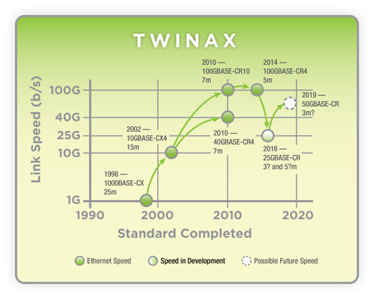 TWINAX
Link Speed (b/s)
100G
40G
25G
10G
1G
2010 —
100GBASE-CR10
7m
2014 —
100GBASE-CR4
5m
2019 —
50GBASE-CR
3m?
2002 —
10GBASE-CX4
15m
2010 —
40GBASE-CR4
7m
2016 —
25GBASE-CR
3? and 5?m
1998 —
1000BASE-CX
25m
1990
2000
2010
2020
Standard Completed
Ethernet Speed
Speed in Development
Possible Future Speed